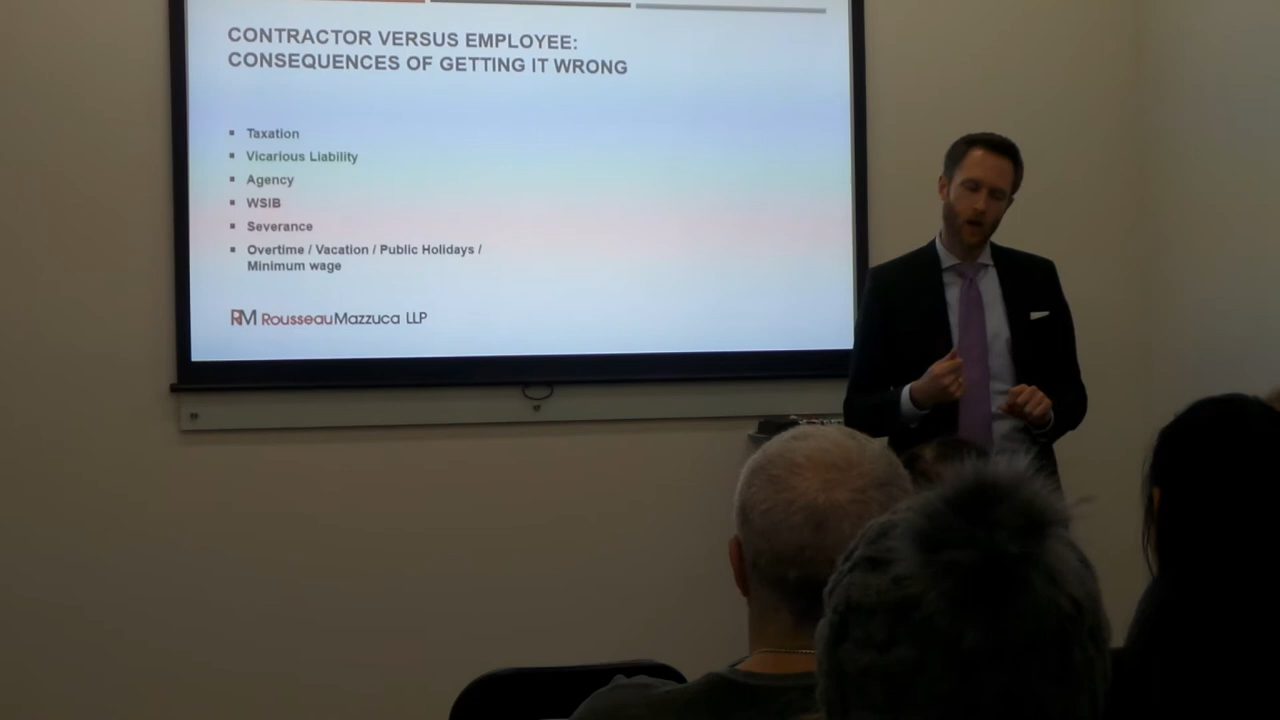 CONTRACTOR VERSUS EMPLOYEE:
CONSEQUENCES OF GETTING IT WRONG
▪ Taxation
▪ Vicarious Liability
▪ Agency
▪ WSIB
▪ Severance
▪ Overtime / Vacation / Public Holidays /
Minimum wage
RM RousseauMazzuca LLP